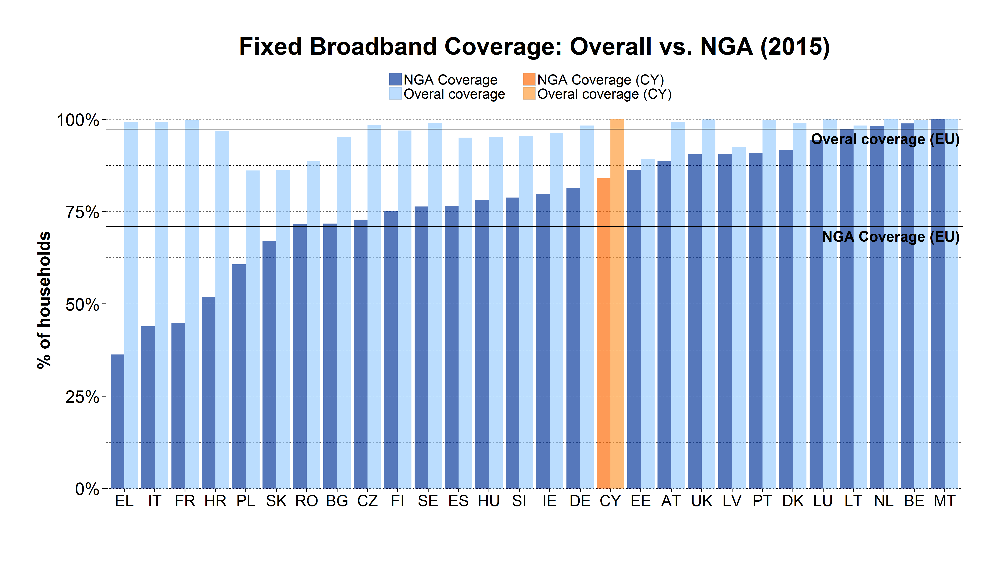 Fixed Broadband Coverage: Overall vs. NGA (2015)
NGA Coverage
Overal coverage
NGA Coverage (CY)
Overal coverage (CY)
% of households
100%
75%
50%
25%
0%
Overal coverage (EU)
NGA Coverage (EU)
EL IT FR HR PL SK RO BG CZ FI SE ES HU SI IE DE CY EE AT UK LV PT DK LU LT NL BE MT